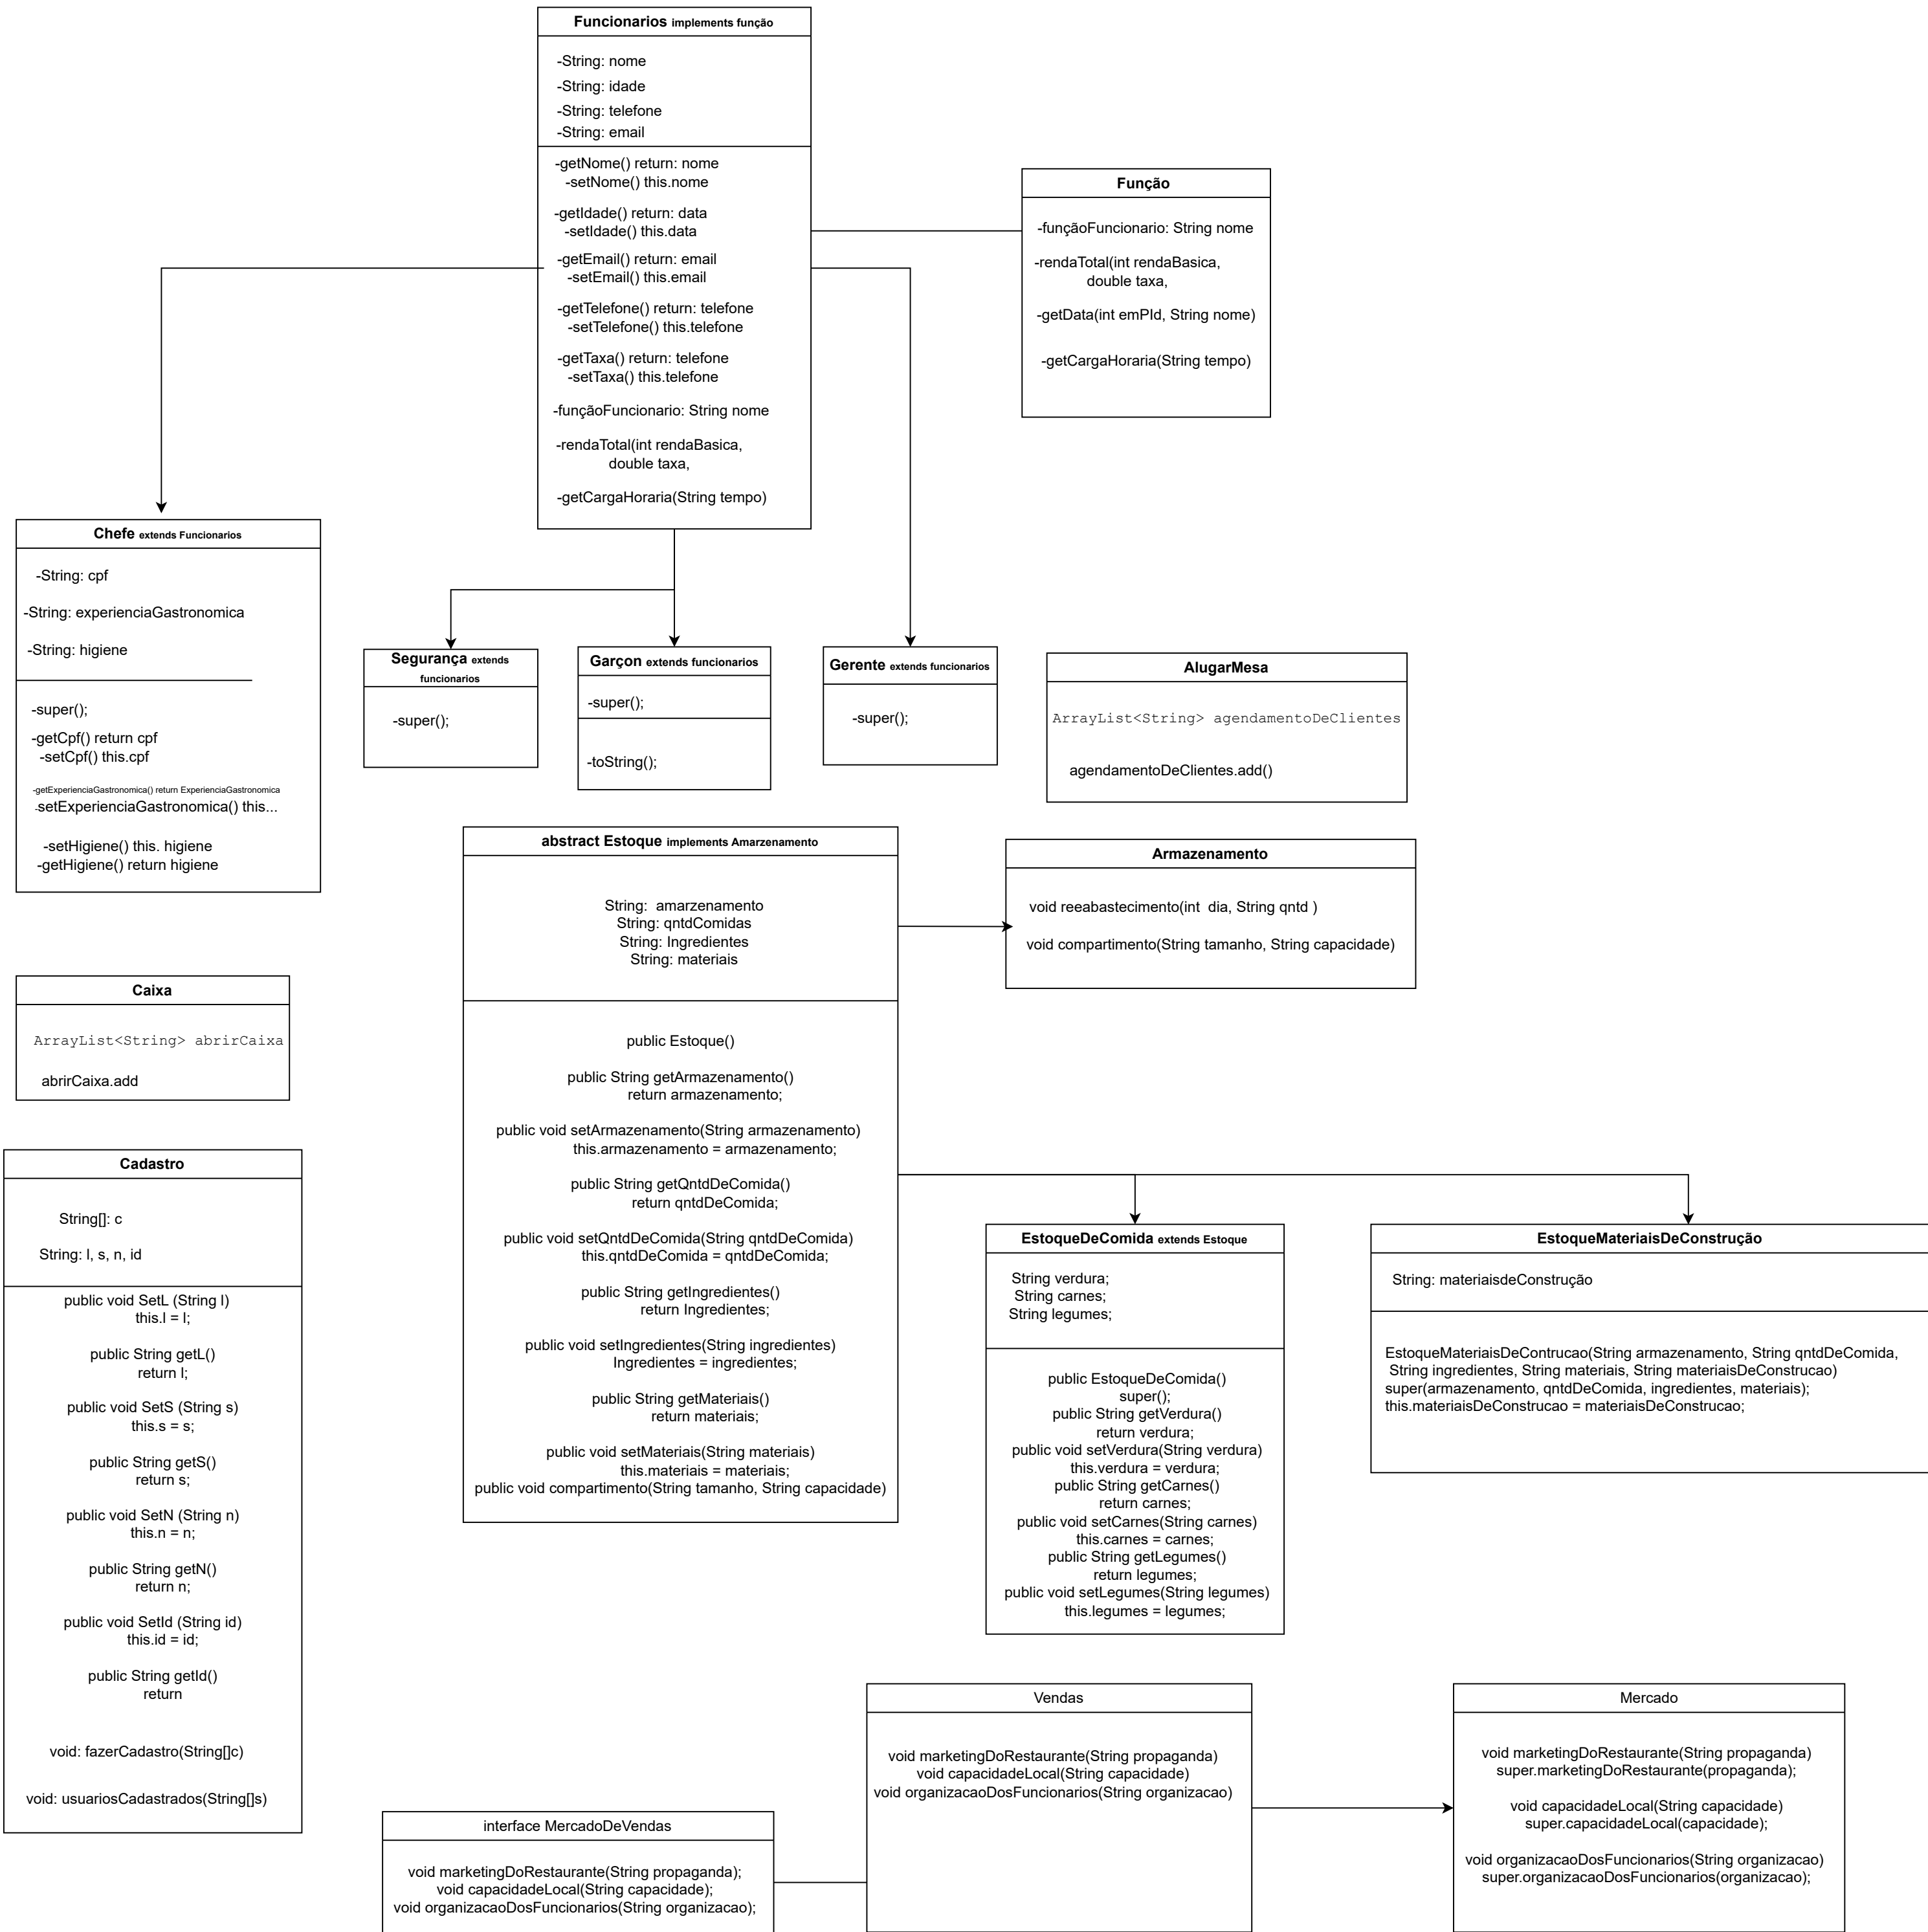 Funcionarios implements função
-String: nome
-String: idade
-String: telefone
-String: email
-getNome() return: nome
-setNome() this.nome
-getIdade() return: data
-setIdade() this.data
-getEmail() return: email
-setEmail() this.email
-getTelefone() return: telefone
-setTelefone() this.telefone
-getTaxa() return: telefone
-setTaxa() this.telefone
-funçãoFuncionario: String nome
-rendaTotal(int rendaBasica,
double taxa,
-getCargaHoraria(String tempo)
Função
-funçãoFuncionario: String nome
-rendaTotal(int rendaBasica,
double taxa,
-getData(int emPId, String nome)
-getCargaHoraria(String tempo)
Chefe extends Funcionarios
-String: cpf
-String: experienciaGastronomica
-String: higiene
-super();
-getCpf() return cpf
-setCpf() this.cpf
-getExperienciaGastronomica() return ExperienciaGastronomica
-setExperienciaGastronomica() this...
-setHigiene() this. higiene
-getHigiene() return higiene
Segurança extends
funcionarios
-super();
Garçon extends funcionarios
-super();
-toString();
Gerente extends funcionarios
-super();
AlugarMesa
ArrayList<String> agendamentoDeClientes
agendamentoDeClientes.add()
abstract Estoque implements Amarzenamento
String:  amarzenamento
String: qntdComidas
String: Ingredientes
String: materiais
public Estoque()
public String getArmazenamento()
return armazenamento;
public void setArmazenamento(String armazenamento)
this.armazenamento = armazenamento;
public String getQntdDeComida()
return qntdDeComida;
public void setQntdDeComida(String qntdDeComida)
this.qntdDeComida = qntdDeComida;
public String getIngredientes()
return Ingredientes;
public void setIngredientes(String ingredientes)
Ingredientes = ingredientes;
public String getMateriais()
return materiais;
public void setMateriais(String materiais)
this.materiais = materiais;
public void compartimento(String tamanho, String capacidade)
Armazenamento
void reeabastecimento(int  dia, String qntd )
void compartimento(String tamanho, String capacidade)
Caixa
ArrayList<String> abrirCaixa
abrirCaixa.add
Cadastro
String[]: c
String: l, s, n, id
public void SetL (String l)
this.l = l;
public String getL()
return l;
public void SetS (String s)
this.s = s;
public String getS()
return s;
public void SetN (String n)
this.n = n;
public String getN()
return n;
public void SetId (String id)
this.id = id;
public String getId()
return
void: fazerCadastro(String[]c)
void: usuariosCadastrados(String[]s)
EstoqueDeComida extends Estoque
String verdura;
String carnes;
String legumes;
public EstoqueDeComida()
super();
public String getVerdura()
return verdura;
public void setVerdura(String verdura)
this.verdura = verdura;
public String getCarnes()
return carnes;
public void setCarnes(String carnes)
this.carnes = carnes;
public String getLegumes()
return legumes;
public void setLegumes(String legumes)
this.legumes = legumes;
EstoqueMateriaisDeConstrução
String: materiaisdeConstrução
EstoqueMateriaisDeContrucao(String armazenamento, String qntdDeComida,
String ingredientes, String materiais, String materiaisDeConstrucao)
super(armazenamento, qntdDeComida, ingredientes, materiais);
this.materiaisDeConstrucao = materiaisDeConstrucao;
interface MercadoDeVendas
void marketingDoRestaurante(String propaganda);
void capacidadeLocal(String capacidade);
void organizacaoDosFuncionarios(String organizacao);
Vendas
void marketingDoRestaurante(String propaganda)
void capacidadeLocal(String capacidade)
void organizacaoDosFuncionarios(String organizacao)
Mercado
void marketingDoRestaurante(String propaganda)
super.marketingDoRestaurante(propaganda);
void capacidadeLocal(String capacidade)
super.capacidadeLocal(capacidade);
void organizacaoDosFuncionarios(String organizacao)
super.organizacaoDosFuncionarios(organizacao);